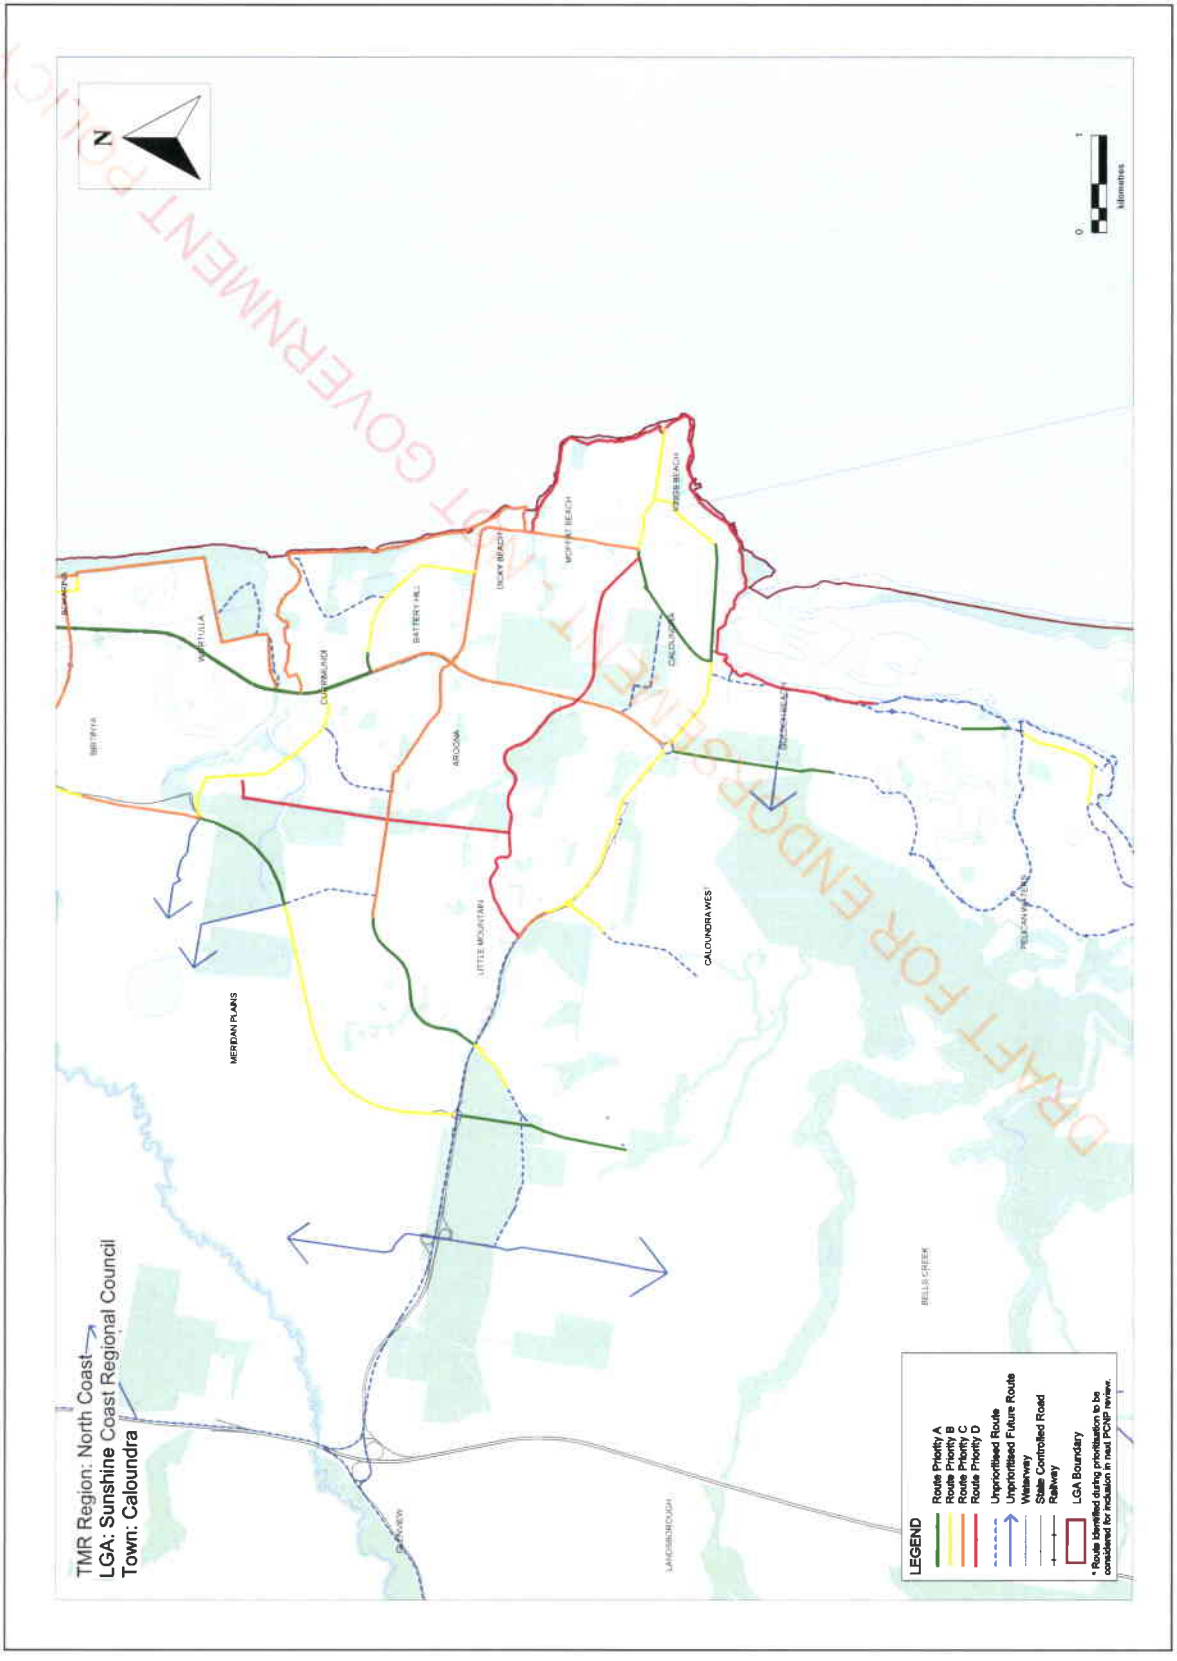 TMR Region: North Coast
LGA: Sunshine Coast Regional Council
Town: Caloundra
N
DRAFT FOR ENDORSEMENT - NOT GOVERNMENT POLICY
BIRTINYA
WURTULLA
CURRIMUNDI
BATTERY HILL
DICKY BEACH
MOFFAT BEACH
KINGS BEACH
CALOUNDRA
AROONA
GOLDEN BEACH
LITTLE MOUNTAIN
CALOUNDRA WEST
PELICAN WATERS
MERIDAN PLAINS
BELLS CREEK
GLENVIEW
LANDSBOROUGH
0 1
kilometres
LEGEND
Route Priority A
Route Priority B
Route Priority C
Route Priority D
Unprioritised Route
Unprioritised Future Route
Waterway
State Controlled Road
Railway
LGA Boundary
* Route identified during prioritisation to be
considered for inclusion in next PCNP review.